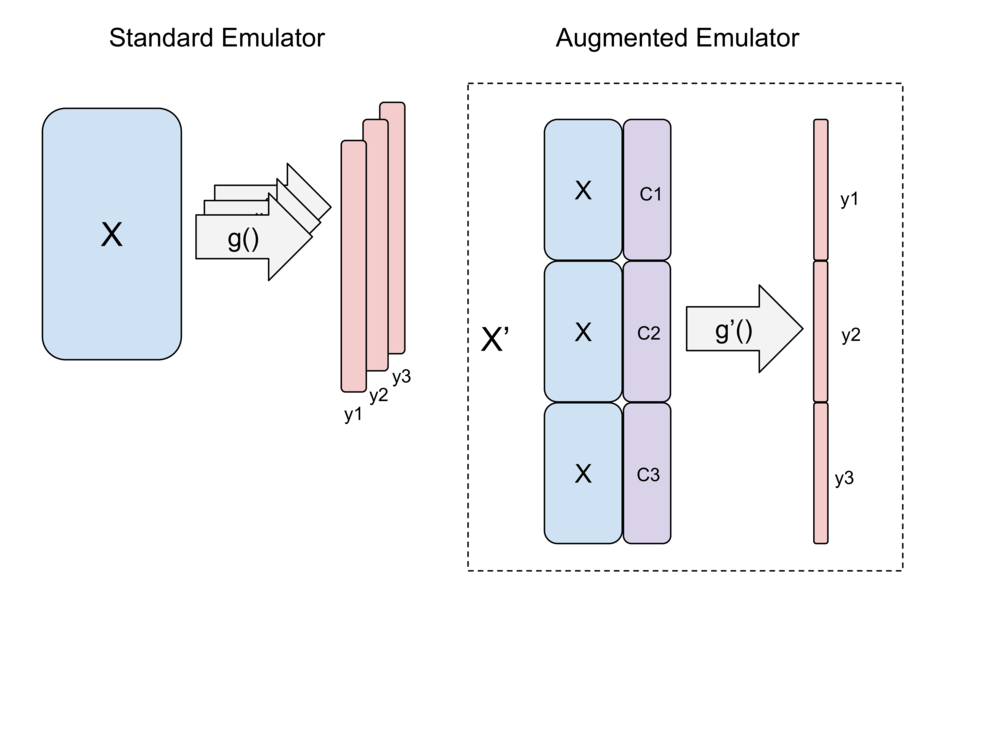 Standard Emulator
X
g()
y1
y2
y3
Augmented Emulator
X’
X
C1
X
C2
X
C3
g’()
y1
y2
y3